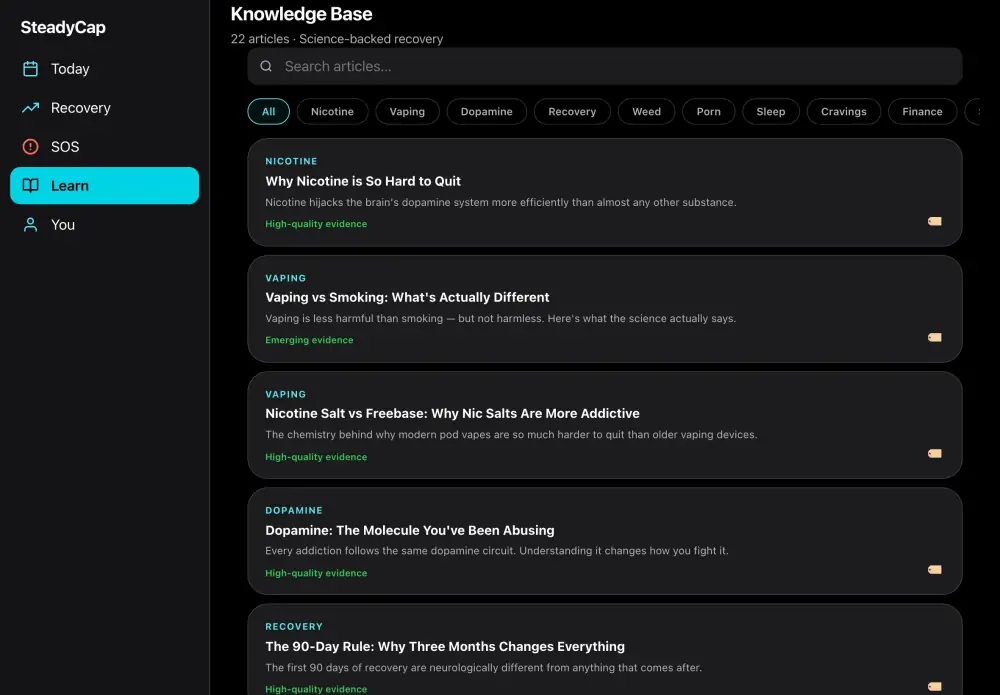 SteadyCap
Today
Recovery
SOS
Learn
You
Knowledge Base
22 articles · Science-backed recovery
Search articles...
All Nicotine Vaping Dopamine Recovery Weed Porn Sleep Cravings Finance
NICOTINE
Why Nicotine is So Hard to Quit
Nicotine hijacks the brain's dopamine system more efficiently than almost any other substance.
High-quality evidence
VAPING
Vaping vs Smoking: What's Actually Different
Vaping is less harmful than smoking — but not harmless. Here's what the science actually says.
Emerging evidence
VAPING
Nicotine Salt vs Freebase: Why Nic Salts Are More Addictive
The chemistry behind why modern pod vapes are so much harder to quit than older vaping devices.
High-quality evidence
DOPAMINE
Dopamine: The Molecule You've Been Abusing
Every addiction follows the same dopamine circuit. Understanding it changes how you fight it.
High-quality evidence
RECOVERY
The 90-Day Rule: Why Three Months Changes Everything
The first 90 days of recovery are neurologically different from anything that comes after.
High-quality evidence